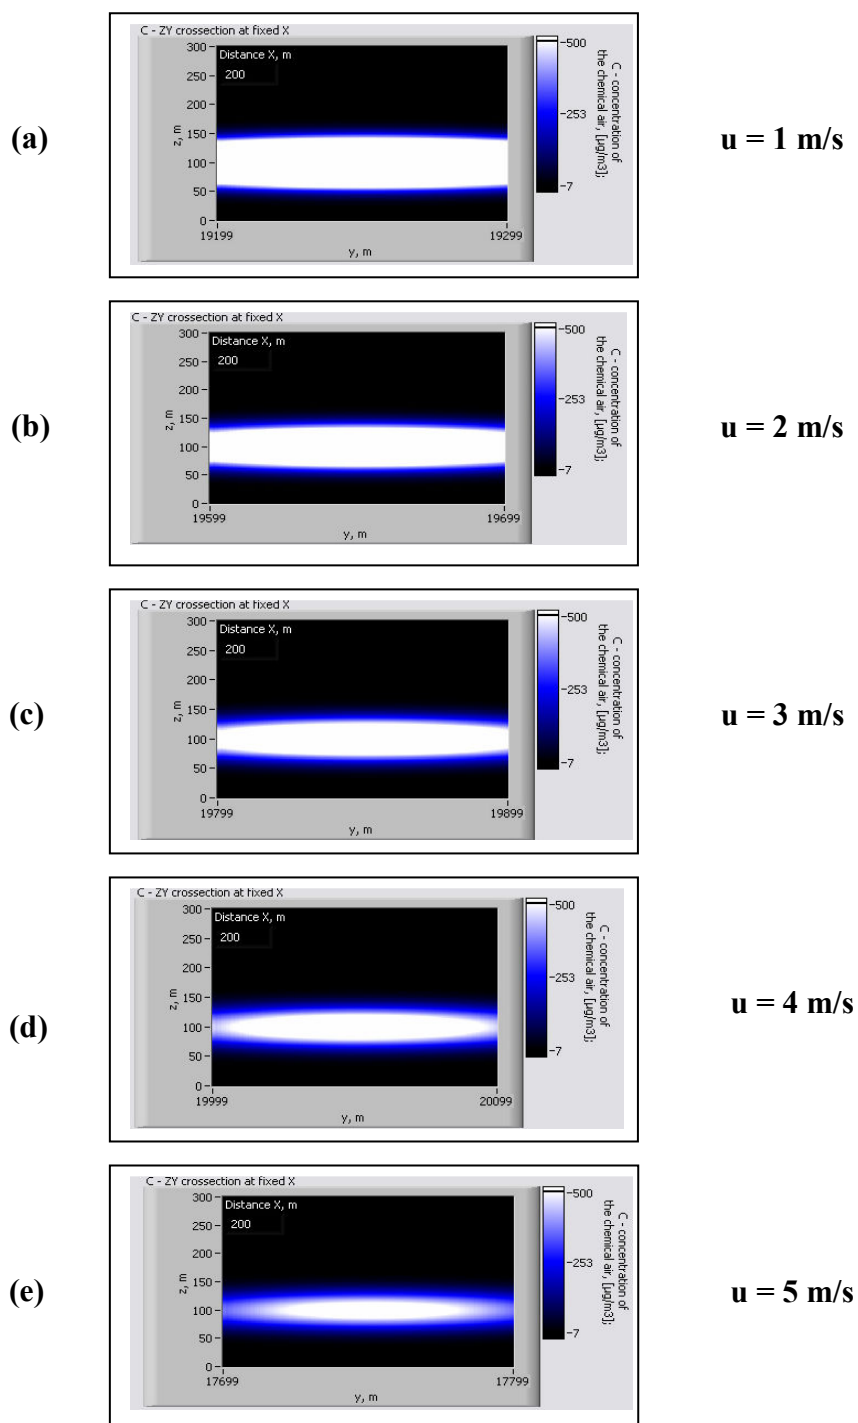 C - ZY crossection at fixed X
Distance X, m
200
300
250
200
150
100
50
0
z, m
19199
19299
y, m
500
253
7
C - concentration of
the chemical air, [µg/m3];
(a)
u = 1 m/s
C - ZY crossection at fixed X
Distance X, m
200
300
250
200
150
100
50
0
z, m
19599
19699
y, m
500
253
7
C - concentration of
the chemical air, [µg/m3];
(b)
u = 2 m/s
C - ZY crossection at fixed X
Distance X, m
200
300
250
200
150
100
50
0
z, m
19799
19899
y, m
500
253
7
C - concentration of
the chemical air, [µg/m3];
(c)
u = 3 m/s
C - ZY crossection at fixed X
Distance X, m
200
300
250
200
150
100
50
0
z, m
19999
20099
y, m
500
253
7
C - concentration of
the chemical air, [µg/m3];
(d)
u = 4 m/s
C - ZY crossection at fixed X
Distance X, m
200
300
250
200
150
100
50
0
z, m
17699
17799
y, m
500
253
7
C - concentration of
the chemical air, [µg/m3];
(e)
u = 5 m/s